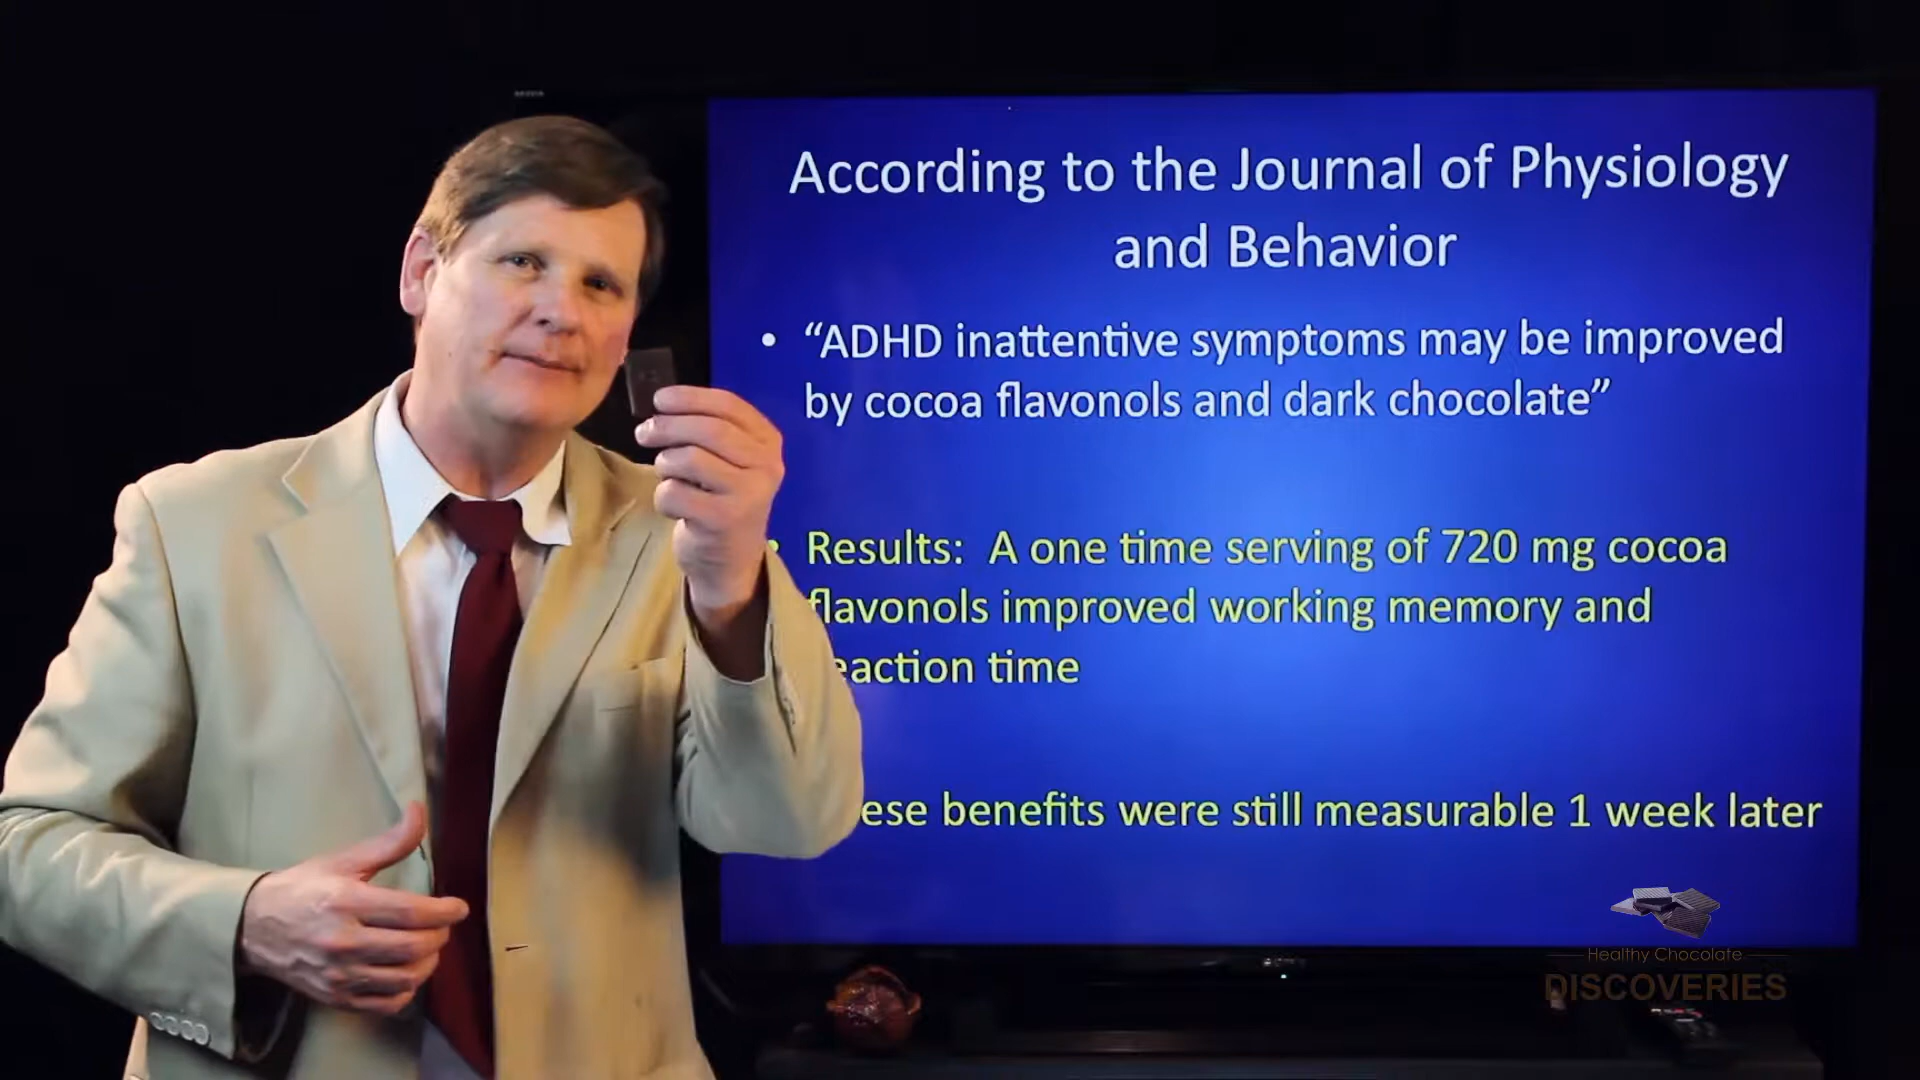 According to the Journal of Physiology
and Behavior
• “ADHD inattentive symptoms may be improved
by cocoa flavonols and dark chocolate”
• Results: A one time serving of 720 mg cocoa
flavonols improved working memory and
eaction time
ese benefits were still measurable 1 week later
Healthy Chocolate
DISCOVERIES
SONY